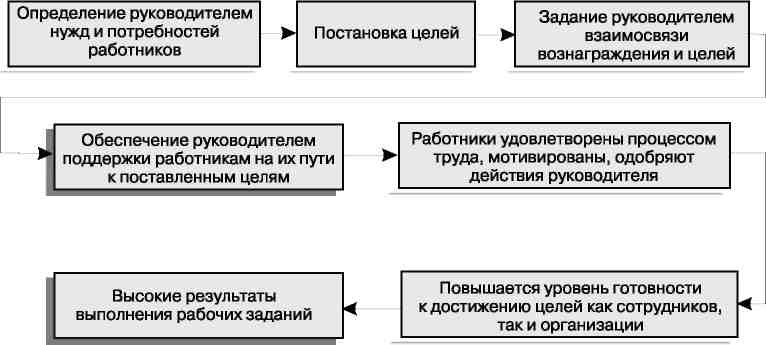 Определение руководителем
нужд и потребностей
работников
Постановка целей
Задание руководителем
взаимосвязи
вознаграждения и целей
Обеспечение руководителем
поддержки работникам на их пути
к поставленным целям
Работники удовлетворены процессом
труда, мотивированы, одобряют
действия руководителя
Повышается уровень готовности
к достижению целей как сотрудников,
так и организации
Высокие результаты
выполнения рабочих заданий